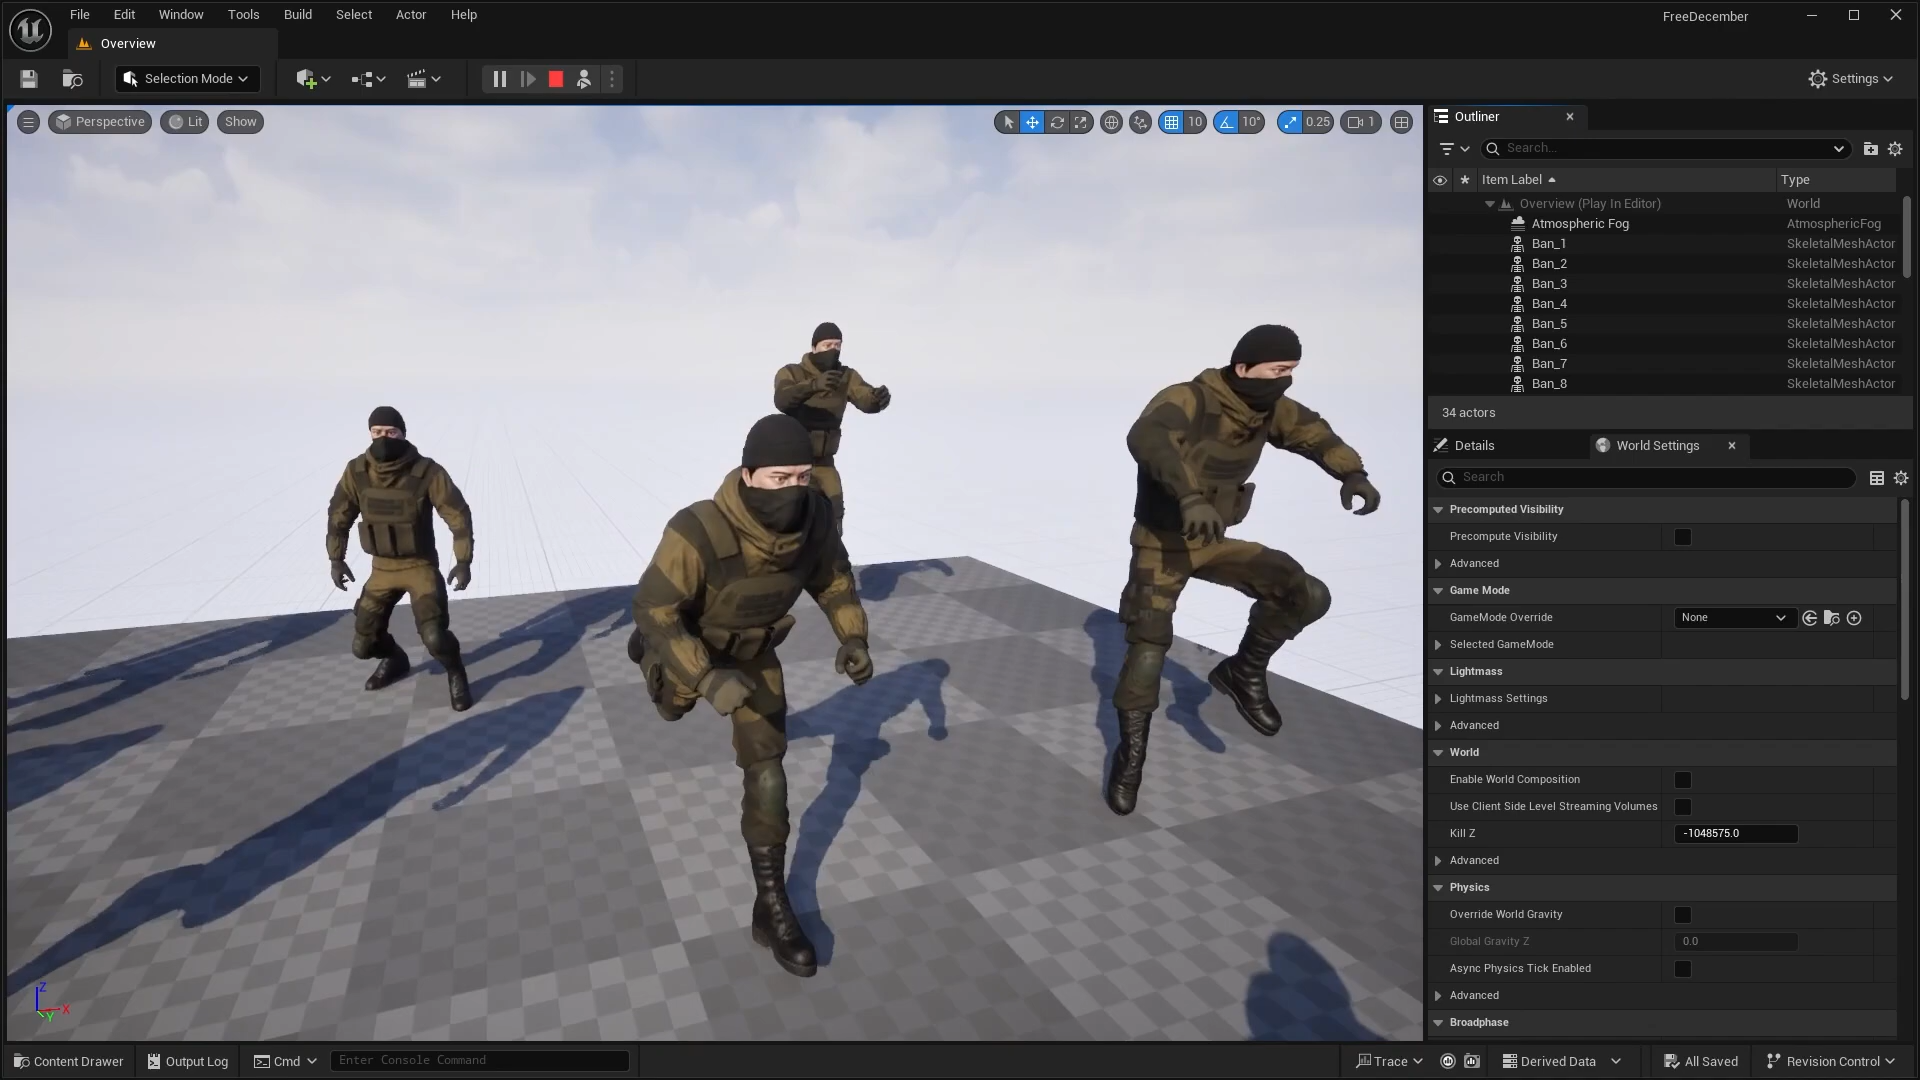 File Edit Window Tools Build Select Actor Help
FreeDecember
Overview
Selection Mode
Settings
Perspective Lit Show
10 10° 0.25 1
Outliner
Search...
Item Label Type
Overview (Play In Editor) World
Atmospheric Fog AtmosphericFog
Ban_1 SkeletalMeshActor
Ban_2 SkeletalMeshActor
Ban_3 SkeletalMeshActor
Ban_4 SkeletalMeshActor
Ban_5 SkeletalMeshActor
Ban_6 SkeletalMeshActor
Ban_7 SkeletalMeshActor
Ban_8 SkeletalMeshActor
34 actors
Details World Settings
Search
Precomputed Visibility
Precompute Visibility
Advanced
Game Mode
GameMode Override None
Selected GameMode
Lightmass
Lightmass Settings
Advanced
World
Enable World Composition
Use Client Side Level Streaming Volumes
Kill Z -1048575.0
Advanced
Physics
Override World Gravity
Global Gravity Z 0.0
Async Physics Tick Enabled
Advanced
Broadphase
Z
X
Y
Content Drawer Output Log Cmd Enter Console Command Trace Derived Data All Saved Revision Control